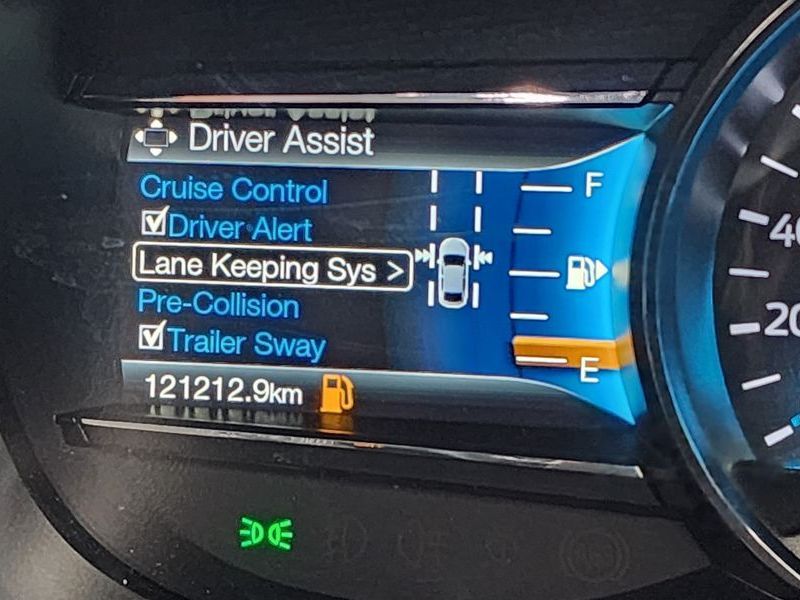 Driver Assist
Cruise Control
Driver Alert
Lane Keeping Sys >
Pre-Collision
Trailer Sway
121212.9km
F
E
40
20